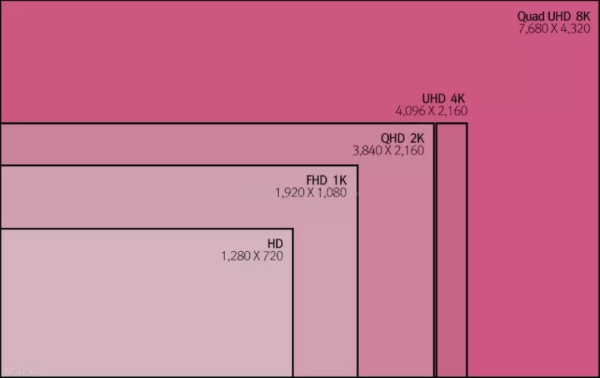 Quad UHD 8K
7,680 X 4,320
UHD 4K
4,096 X 2,160
QHD 2K
3,840 X 2,160
FHD 1K
1,920 X 1,080
HD
1,280 X 720